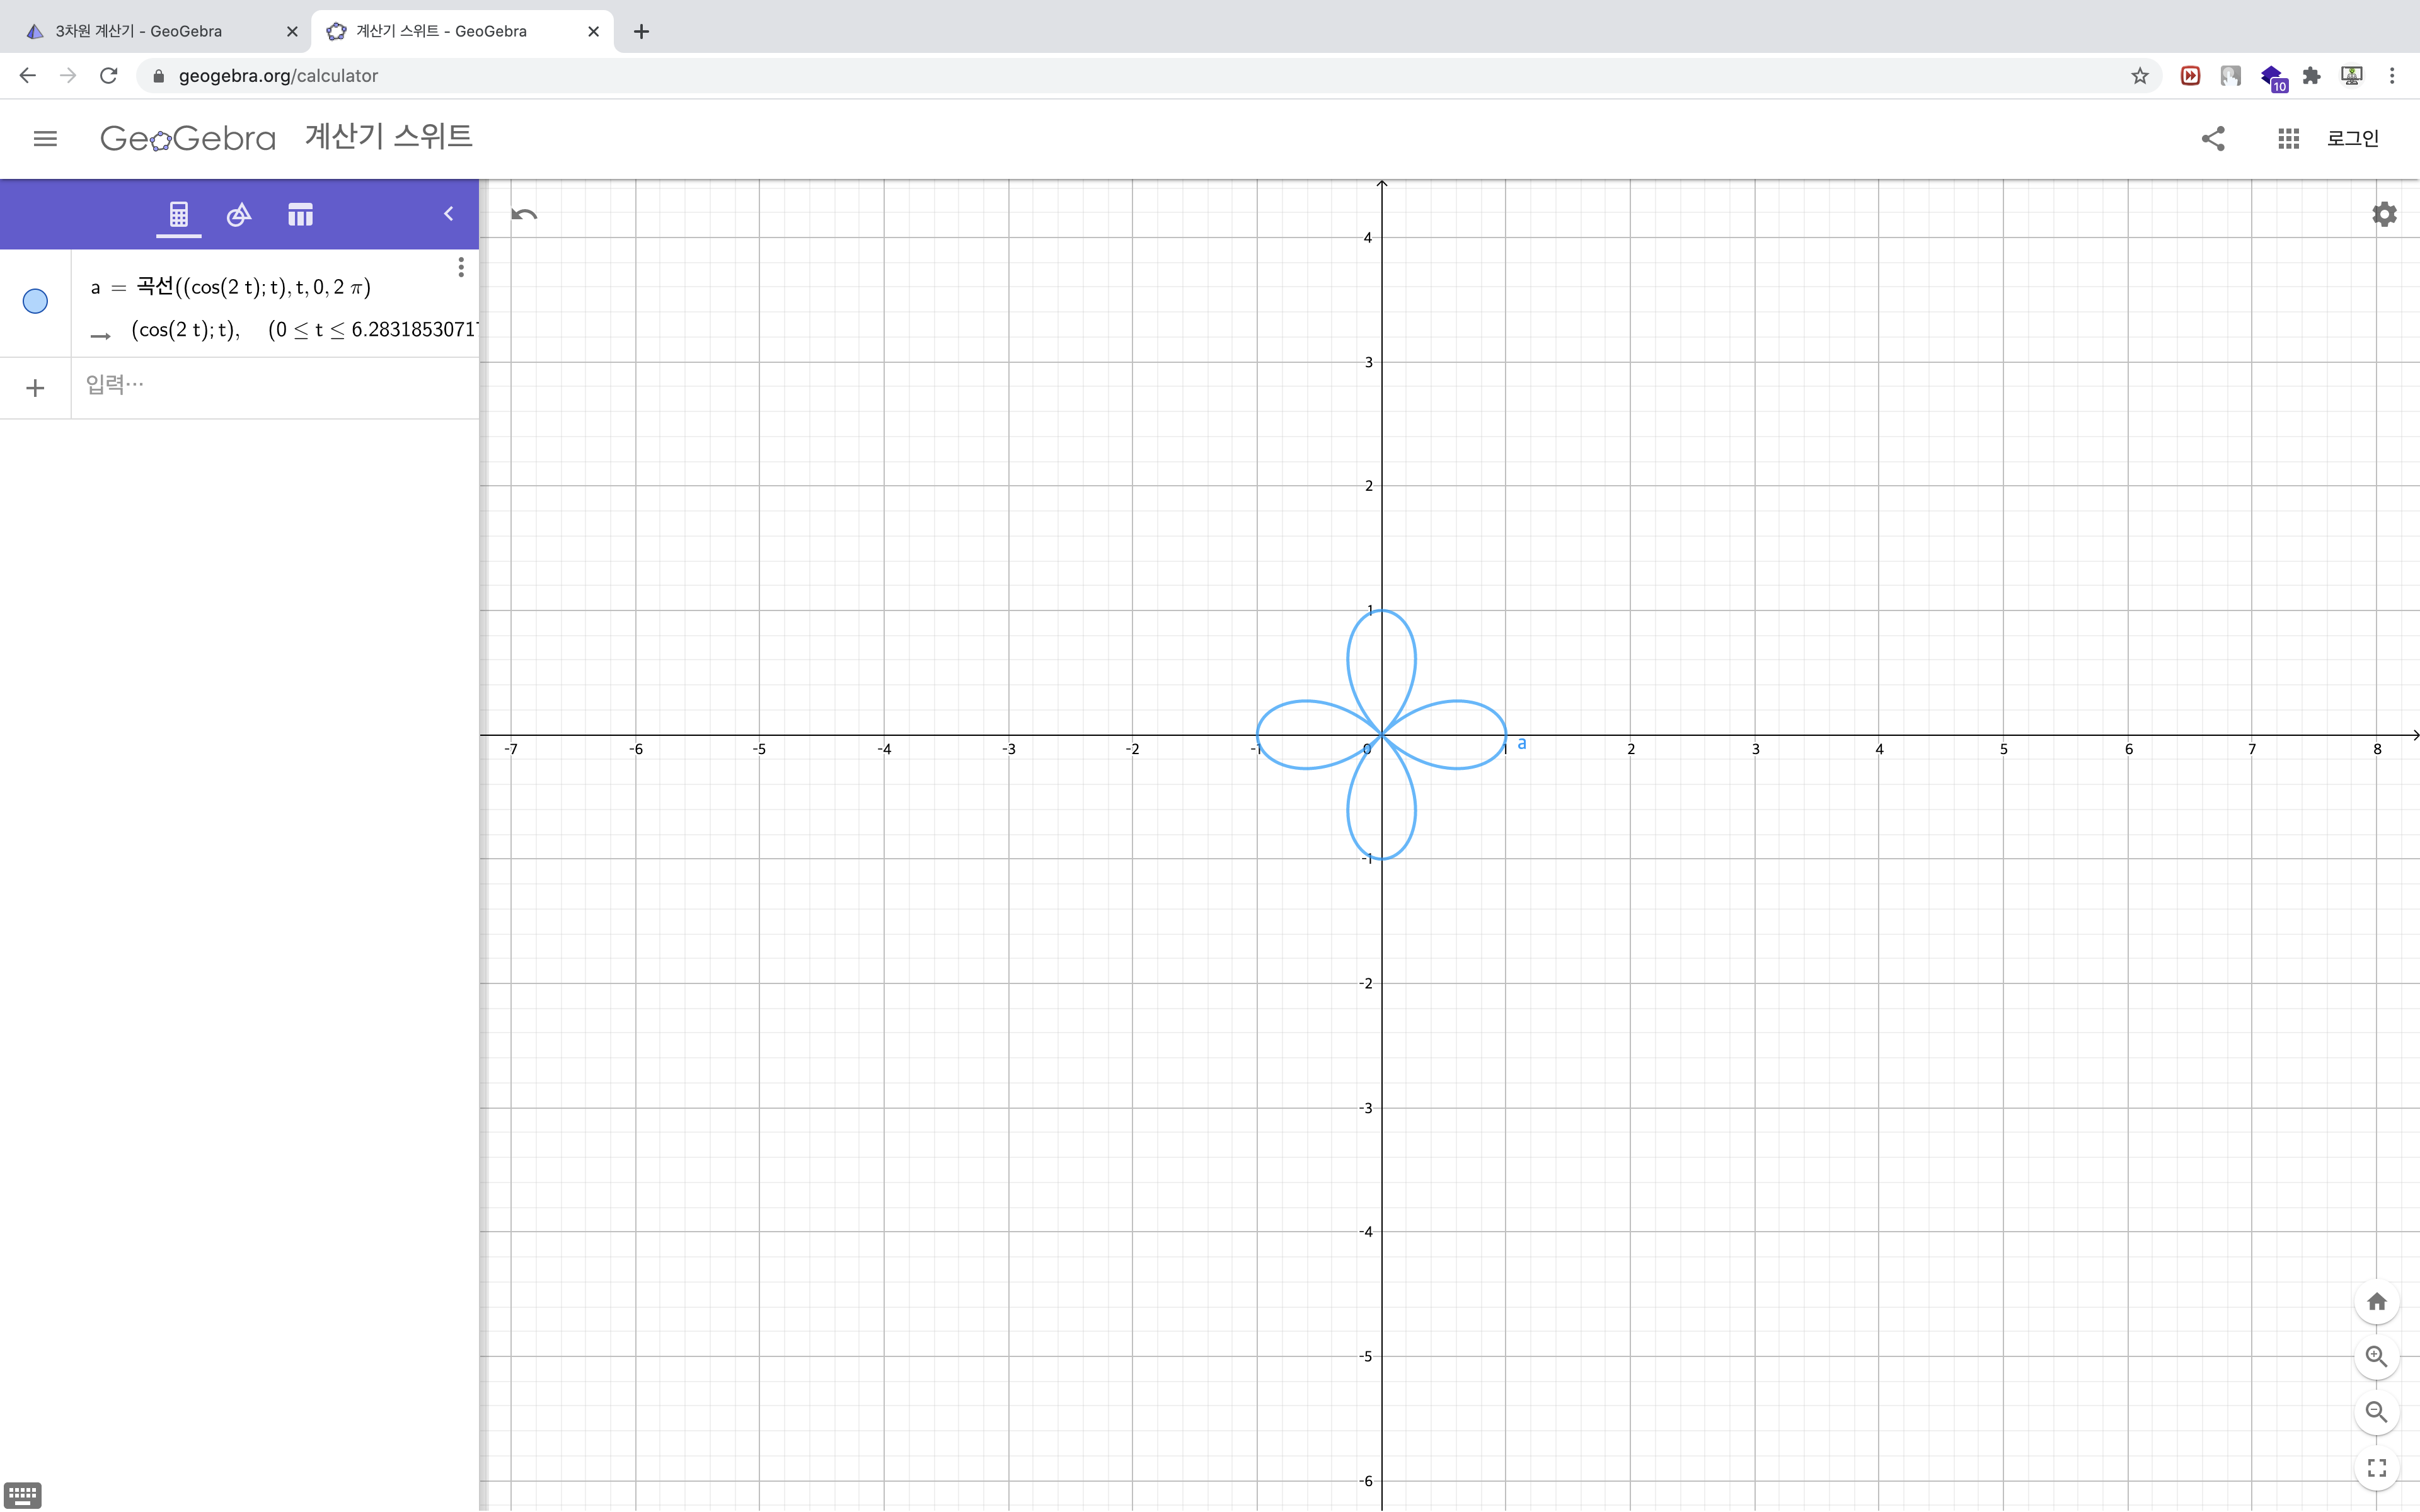 3차원 계산기 - GeoGebra
계산기 스위트 - GeoGebra
geogebra.org/calculator
10
GeoGebra 계산기 스위트
로그인
a = 곡선((cos(2 t); t), t, 0, 2 π)
→ (cos(2 t); t), (0 ≤ t ≤ 6.2831853071
입력…
4
3
2
1
-7 -6 -5 -4 -3 -2 -1 0 1 2 3 4 5 6 7 8
a
-1
-2
-3
-4
-5
-6